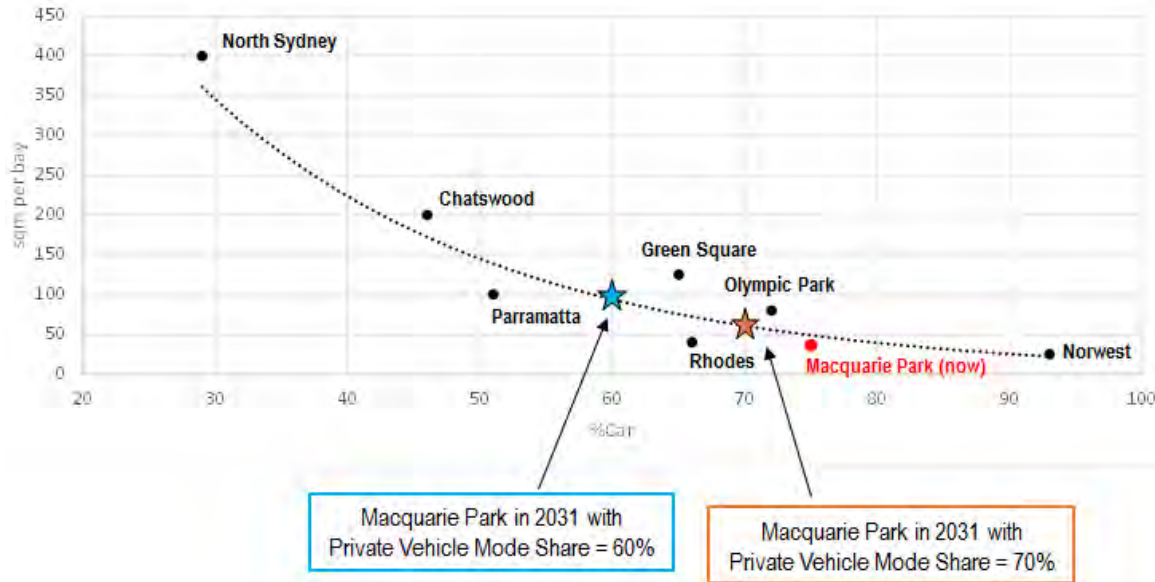 450
400
350
300
250
200
150
100
50
0
sqm per bay
North Sydney
Chatswood
Green Square
Olympic Park
Parramatta
Rhodes
Macquarie Park (now)
Norwest
20 30 40 50 60 70 80 90 100
%Car
Macquarie Park in 2031 with
Private Vehicle Mode Share = 60%
Macquarie Park in 2031 with
Private Vehicle Mode Share = 70%